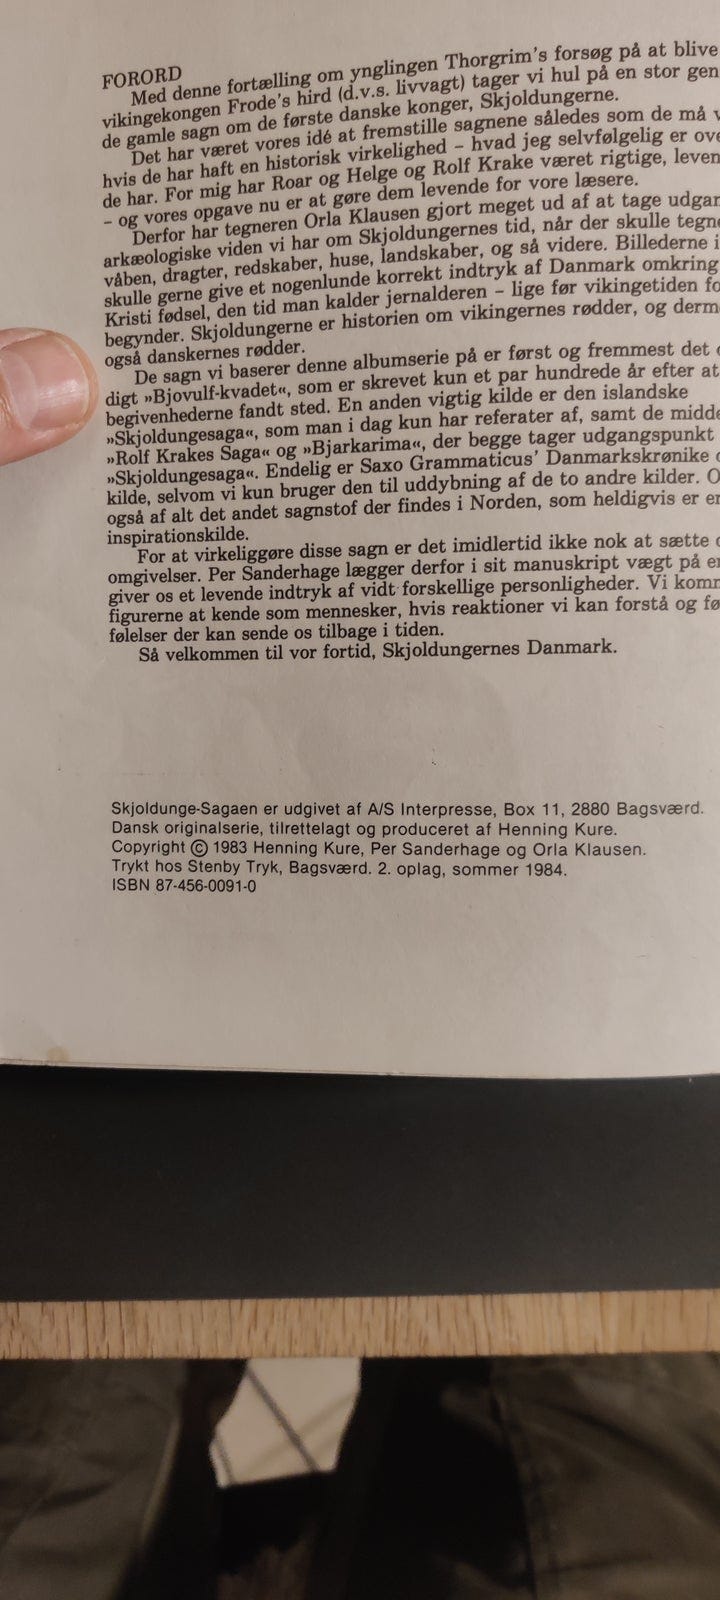 FORORD
Med denne fortælling om ynglingen Thorgrim's forsøg på at blive
vikingekongen Frode's hird (d.v.s. livvagt) tager vi hul på en stor gen
de gamle sagn om de første danske konger, Skjoldungerne.
Det har været vores idé at fremstille sagnene således som de må v
hvis de har haft en historisk virkelighed – hvad jeg selvfølgelig er ove
de har. For mig har Roar og Helge og Rolf Krake været rigtige, leven
– og vores opgave nu er at gøre dem levende for vore læsere.
Derfor har tegneren Orla Klausen gjort meget ud af at tage udgan
arkæologiske viden vi har om Skjoldungernes tid, når der skulle tegne
våben, dragter, redskaber, huse, landskaber, og så videre. Billederne i
skulle gerne give et nogenlunde korrekt indtryk af Danmark omkring
Kristi fødsel, den tid man kalder jernalderen – lige før vikingetiden fo
begynder. Skjoldungerne er historien om vikingernes rødder, og derm
også danskernes rødder.
De sagn vi baserer denne albumserie på er først og fremmest det
digt »Bjovulf-kvadet«, som er skrevet kun et par hundrede år efter at
begivenhederne fandt sted. En anden vigtig kilde er den islandske
»Skjoldungesaga«, som man i dag kun har referater af, samt de midde
»Rolf Krakes Saga« og »Bjarkarima«, der begge tager udgangspunkt
»Skjoldungesaga«. Endelig er Saxo Grammaticus' Danmarkskrønike
kilde, selvom vi kun bruger den til uddybning af de to andre kilder. O
også af alt det andet sagnstof der findes i Norden, som heldigvis er en
inspirationskilde.
For at virkeliggøre disse sagn er det imidlertid ikke nok at sætte
omgivelser. Per Sanderhage lægger derfor i sit manuskript vægt på
giver os et levende indtryk af vidt forskellige personligheder. Vi komm
figurerne at kende som mennesker, hvis reaktioner vi kan forstå og fø
følelser der kan sende os tilbage i tiden.
Så velkommen til vor fortid, Skjoldungernes Danmark.
Skjoldunge-Sagaen er udgivet af A/S Interpresse, Box 11, 2880 Bagsværd.
Dansk originalserie, tilrettelagt og produceret af Henning Kure.
Copyright © 1983 Henning Kure, Per Sanderhage og Orla Klausen.
Trykt hos Stenby Tryk, Bagsværd. 2. oplag, sommer 1984.
ISBN 87-456-0091-0